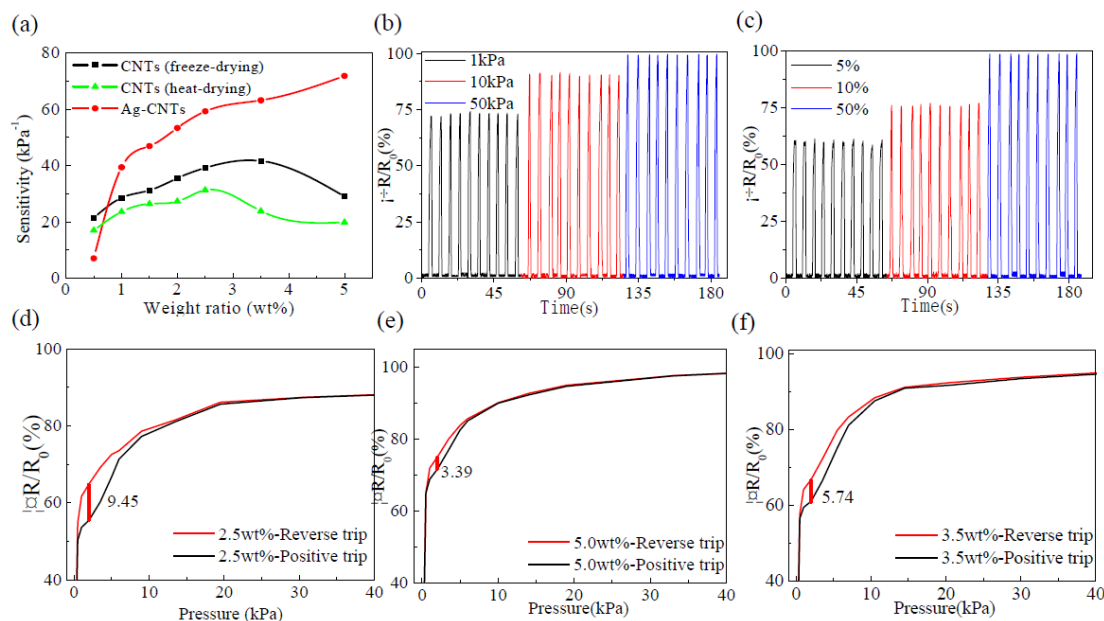 (a)
80
60
40
20
0
Sensitivity (kPa-1)
CNTs (freeze-drying)
CNTs (heat-drying)
Ag-CNTs
0 1 2 3 4 5
Weight ratio (wt%)
(b)
100
75
50
25
0
¡÷R/R0(%)
1kPa
10kPa
50kPa
0 45 90 135 180
Time(s)
(c)
100
75
50
25
0
¡÷R/R0(%)
5%
10%
50%
0 45 90 135 180
Time(s)
(d)
100
80
60
40
¦¤R/R0(%)
9.45
2.5wt%-Reverse trip
2.5wt%-Positive trip
0 10 20 30 40
Pressure (kPa)
(e)
100
80
60
40
¦¤R/R0(%)
3.39
5.0wt%-Reverse trip
5.0wt%-Positive trip
0 10 20 30 40
Pressure(kPa)
(f)
100
80
60
40
¦¤R/R0(%)
5.74
3.5wt%-Reverse trip
3.5wt%-Positive trip
0 10 20 30 40
Pressure(kPa)